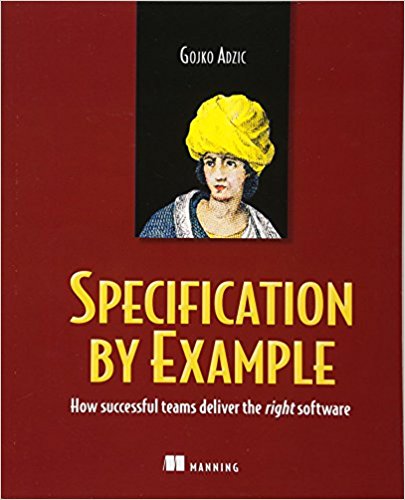 Gojko Adzic
Specification
by Example
How successful teams deliver the right software
MANNING